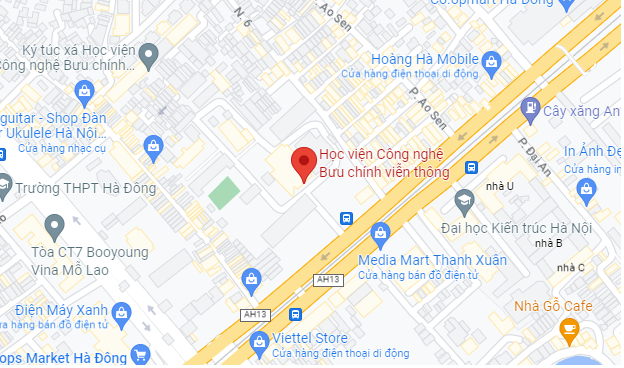 Co.opmart Hà Đông
P. Ao Sen
N. 6
Ký túc xá Học viện
Công nghệ Bưu chính...
Hoàng Hà Mobile
Cửa hàng điện thoại di động
P. Ao Sen
guitar - Shop Đàn
Ukulele Hà Nội...
Cửa hàng nhạc cụ
Cây xăng An
P. Đại An
In Ảnh Đẹ
Cửa hàng in
Học viện Công nghệ
Bưu chính viễn thông
Trường THPT Hà Đông
nhà U
Đại học Kiến trúc Hà Nội
nhà B
Tòa CT7 Booyoung
Vina Mỗ Lao
Media Mart Thanh Xuân
Cửa hàng bán đồ điện tử
nhà C
AH13
AH13
Điện Máy Xanh
Cửa hàng bán đồ điện tử
Nhà Gỗ Cafe
Viettel Store
Cửa hàng điện thoại di động
ops Market Hà Đông